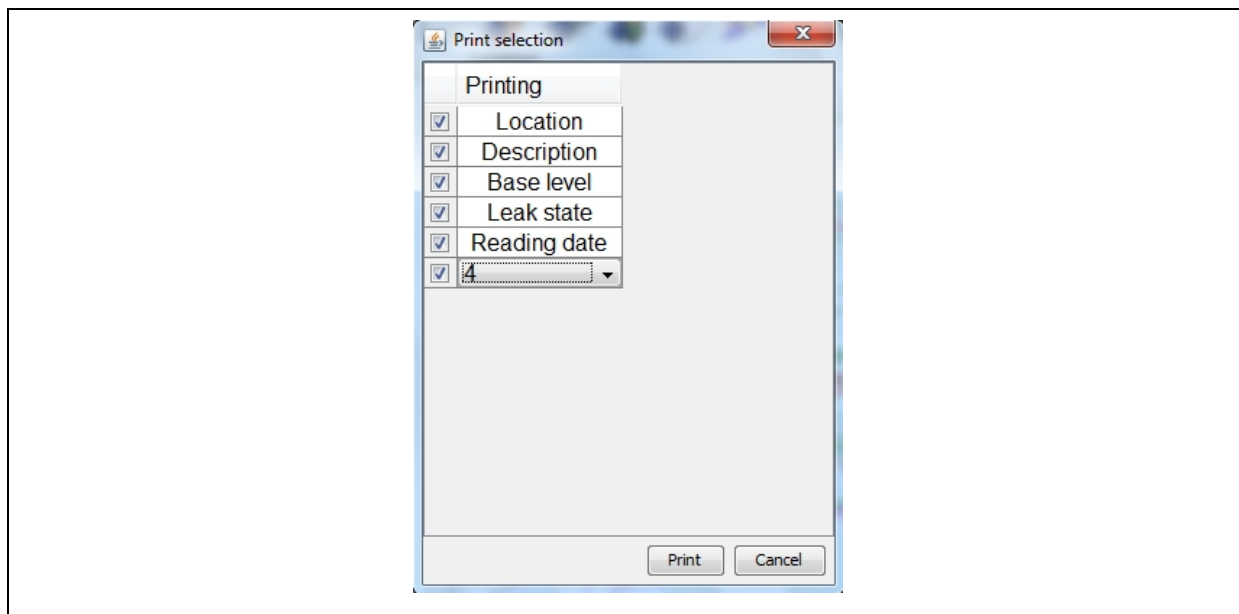 Print selection
Printing
Location
Description
Base level
Leak state
Reading date
4
Print Cancel